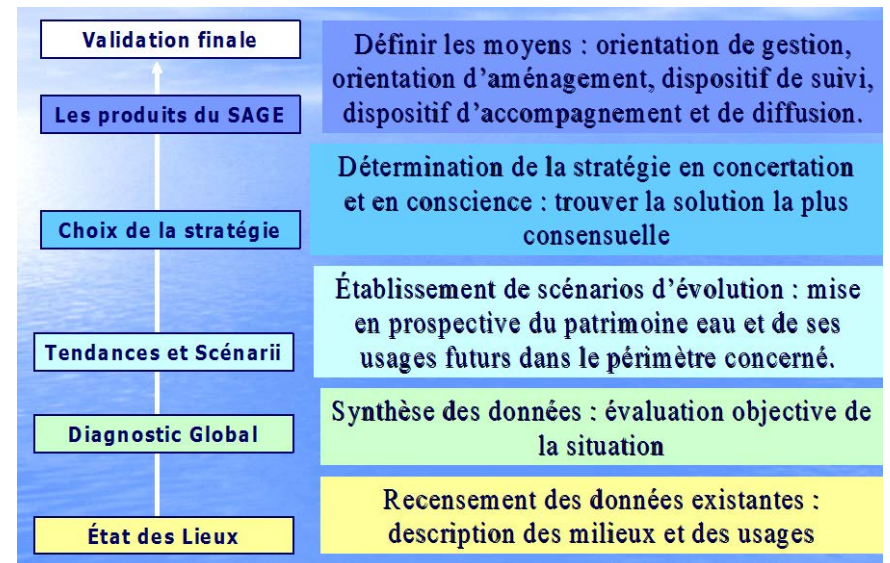 Validation finale
Définir les moyens : orientation de gestion,
orientation d'aménagement, dispositif de suivi,
dispositif d'accompagnement et de diffusion.
Les produits du SAGE
Détermination de la stratégie en concertation
et en conscience : trouver la solution la plus
consensuelle
Choix de la stratégie
Établissement de scénarios d'évolution : mise
en prospective du patrimoine eau et de ses
usages futurs dans le périmètre concerné.
Tendances et Scénarii
Synthèse des données : évaluation objective de
la situation
Diagnostic Global
Recensement des données existantes :
description des milieux et des usages
État des Lieux